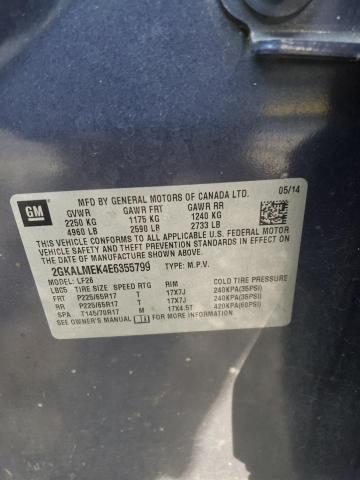 GM
MFD BY GENERAL MOTORS OF CANADA LTD. 05/14
GVWR GAWR FRT GAWR RR
2250 KG 1175 KG 1240 KG
4960 LB 2590 LB 2733 LB
THIS VEHICLE CONFORMS TO ALL APPLICABLE U.S. FEDERAL MOTOR
VEHICLE SAFETY AND THEFT PREVENTION STANDARDS IN EFFECT ON
THE DATE OF MANUFACTURE SHOWN ABOVE.
2GKALMEK4E6355799 TYPE: M.P.V.
MODEL: LF26
LBC5 TIRE SIZE SPEED RTG RIM COLD TIRE PRESSURE
FRT P225/65R17 T 17X7J 240KPA(35PSI)
RR P225/65R17 T 17X7J 240KPA(35PSI)
SPA T145/70R17 M 17X4.5T 420KPA(60PSI)
SEE OWNER'S MANUAL FOR ADDITIONAL INFORMATION